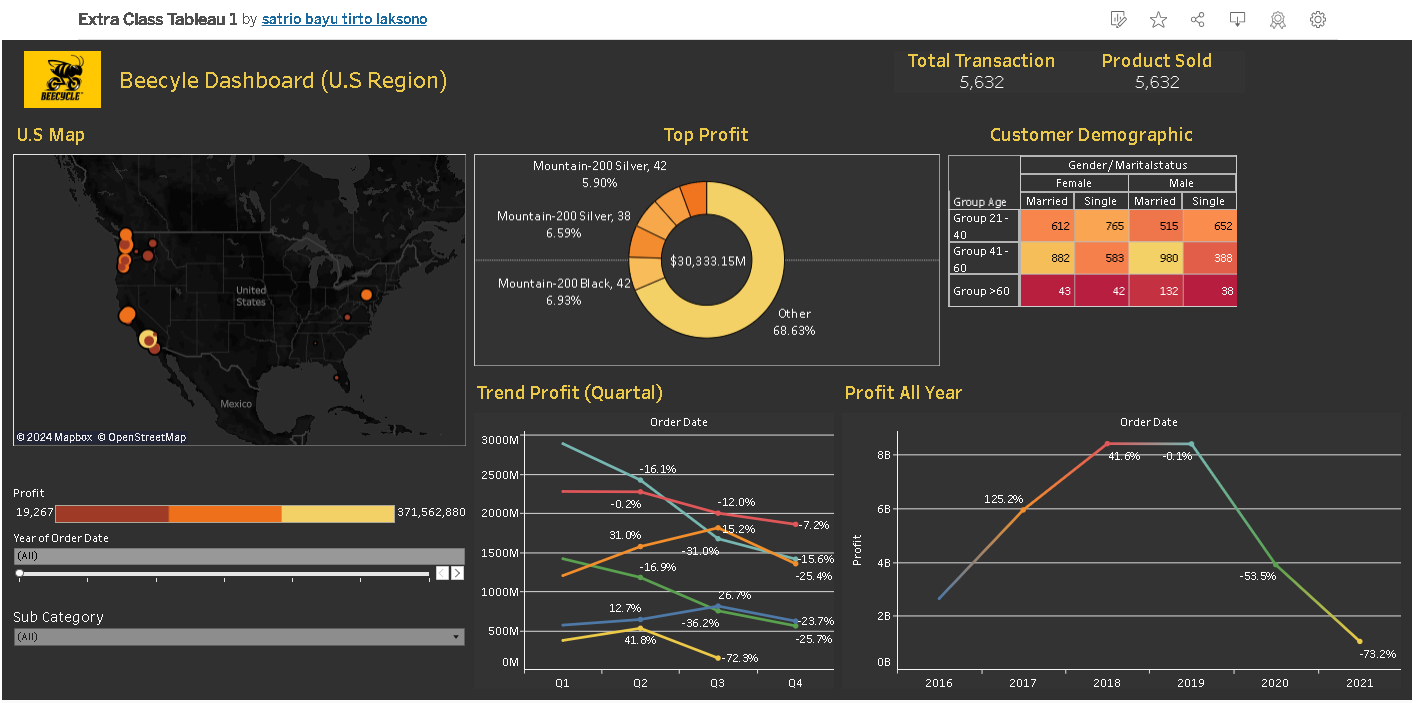 Extra Class Tableau 1 by satrio bayu tirto laksono
BEECYCLE
Beecyle Dashboard (U.S Region)
Total Transaction
5,632
Product Sold
5,632
U.S Map
United
States
Mexico
© 2024 Mapbox © OpenStreetMap
Profit
19,267
371,562,880
Year of Order Date
(All)
Sub Category
(All)
Top Profit
Mountain-200 Silver, 42
5.90%
Mountain-200 Silver, 38
6.59%
Mountain-200 Black, 42
6.93%
$30,333.15M
Other
68.63%
Customer Demographic
Gender/Maritalstatus
Female Male
Group Age Married Single Married Single
Group 21-
40
612 765 515 652
Group 41-
60
882 583 980 388
Group >60 43 42 132 38
Trend Profit (Quartal)
Order Date
3000M
2500M
2000M
1500M
1000M
500M
0M
-16.1%
-0.2%
-12.0%
-7.2%
31.0%
15.2%
-31.0%
-15.6%
-25.4%
-16.9%
12.7%
26.7%
-36.2%
-23.7%
-25.7%
41.8%
-72.3%
Q1 Q2 Q3 Q4
Profit All Year
Order Date
Profit
8B
6B
4B
2B
0B
125.2%
41.6%
-0.1%
-53.5%
-73.2%
2016 2017 2018 2019 2020 2021